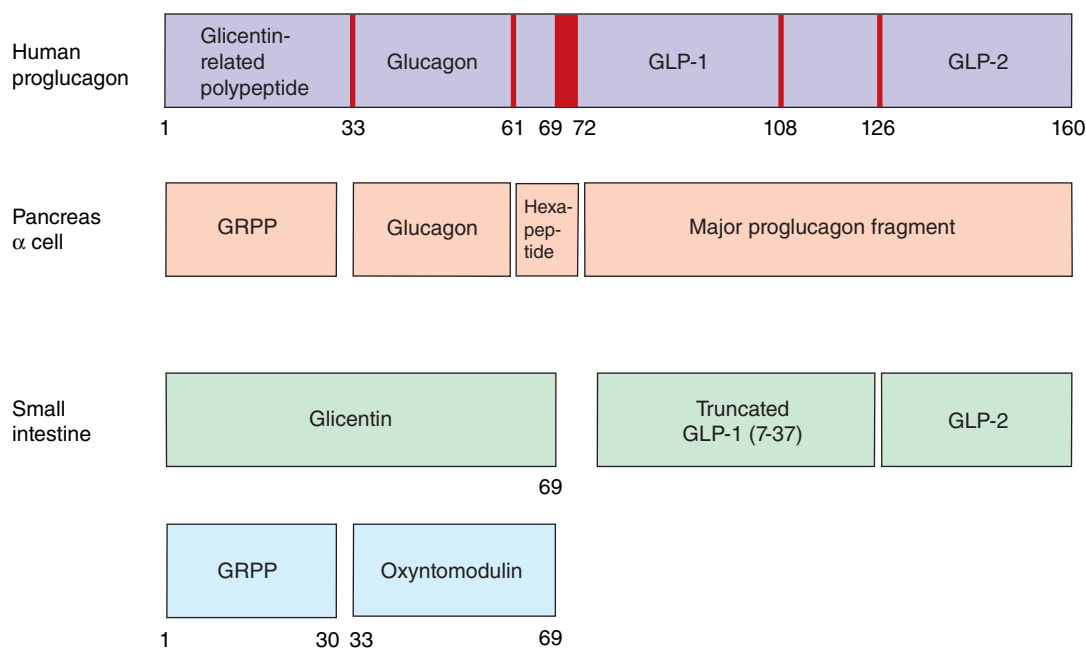 Human
proglucagon
Glicentin-
related
polypeptide
Glucagon
GLP-1
GLP-2
1 33 61 69 72 108 126 160
Pancreas
α cell
GRPP
Glucagon
Hexa-
pep-
tide
Major proglucagon fragment
Small
intestine
Glicentin
Truncated
GLP-1 (7-37)
GLP-2
69
GRPP
Oxyntomodulin
1 30 33 69